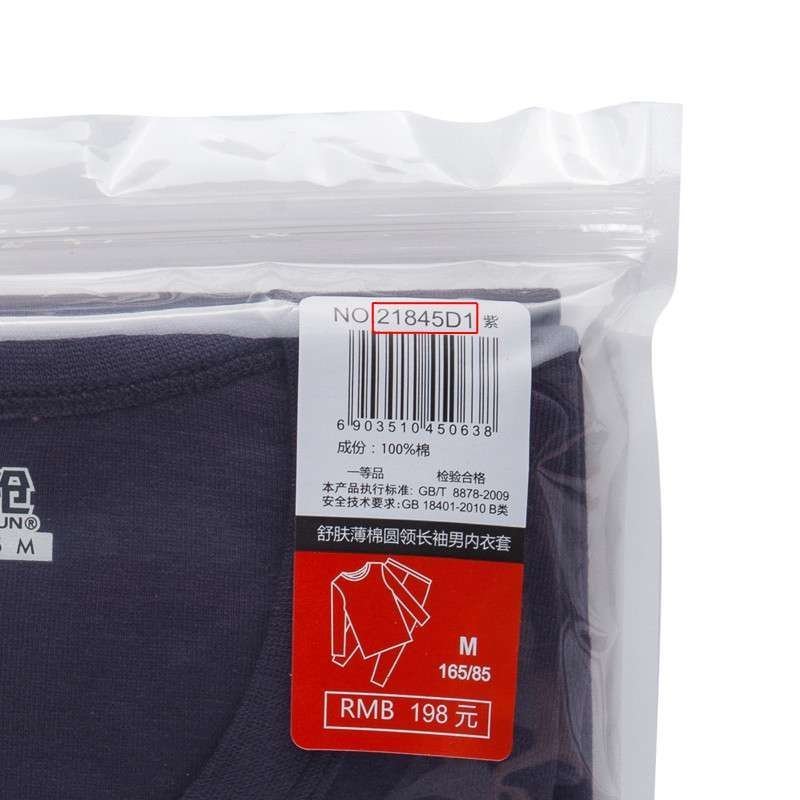 NO 21845D1 紫
6 903510 450638
成份：100%棉
一等品 检验合格
本产品执行标准: GB/T 8878-2009
安全技术要求:GB 18401-2010 B类
舒肤薄棉圆领长袖男内衣套
M
165/85
RMB 198 元
UN®
M